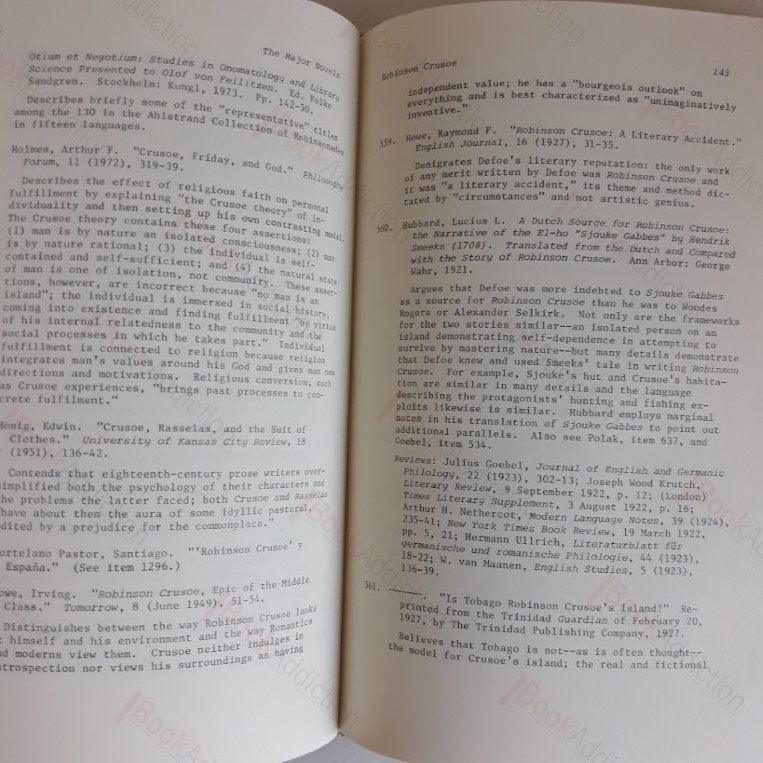 The Major Novels
Otium et Negotium: Studies in Onomatology and Library
Science Presented to Olof von Feilitzen. Ed. Folke
Sandgren. Stockholm: Kungl, 1973. Pp. 142-50.
Describes briefly some of the "representative" titles
among the 130 in the Ahlstrand Collection of Robinsonades
in fifteen languages.
Holmes, Arthur F. "Crusoe, Friday, and God." Philosophy
Forum, 11 (1972), 319-39.
Describes the effect of religious faith on personal
fulfillment by explaining "the Crusoe theory" of in-
dividuality and then setting up his own contrasting model.
The Crusoe theory contains these four assertions:
(1) man is by nature an isolated consciousness; (2) man
is by nature rational; (3) the individual is self-
contained and self-sufficient; and (4) the natural state
of man is one of isolation, not community. These asser-
tions, however, are incorrect because "no man is an
island"; the individual is immersed in social history,
coming into existence and finding fulfillment "by virtue
of his internal relatedness to the community and the
social processes in which he takes part." Individual
fulfillment is connected to religion because religion
integrates man's values around his God and gives man new
directions and motivations. Religious conversion, such
as Crusoe experiences, "brings past processes to con-
crete fulfilment."
Honig, Edwin. "Crusoe, Rasselas, and the Suit of
Clothes." University of Kansas City Review, 18
(1951), 136-42.
Contends that eighteenth-century prose writers over-
simplified both the psychology of their characters and
the problems the latter faced; both Crusoe and Rasselas
have about them the aura of some idyllic pastoral,
dited by a prejudice for the commonplace."
ortelano Pastor, Santiago. "'Robinson Crusoe' y
España." (See item 1296.)
owe, Irving. "Robinson Crusoe, Epic of the Middle
Class." Tomorrow, 8 (June 1949), 51-54.
Distinguishes between the way Robinson Crusoe looks
t himself and his environment and the way Romantics
nd moderns view them. Crusoe neither indulges in
ntrospection nor views his surroundings as having
Robinson Crusoe 143
independent value; he has a "bourgeois outlook" on
everything and is best characterized as "unimaginatively
inventive."
559. Howe, Raymond F. "Robinson Crusoe: A Literary Accident."
English Journal, 16 (1927), 31-35.
Denigrates Defoe's literary reputation: the only work
of any merit written by Defoe was Robinson Crusoe and
it was "a literary accident," its theme and method dic-
tated by "circumstances" and not artistic genius.
560. Hubbard, Lucius L. A Dutch Source for Robinson Crusoe:
the Narrative of the El-ho "Sjouke Gabbes" by Hendrik
Smeeks (1708). Translated from the Dutch and Compared
with the Story of Robinson Crusoe. Ann Arbor: George
Wahr, 1921.
Argues that Defoe was more indebted to Sjouke Gabbes
as a source for Robinson Crusoe than he was to Woodes
Rogers or Alexander Selkirk. Not only are the frameworks
for the two stories similar--an isolated person on an
island demonstrating self-dependence in attempting to
survive by mastering nature--but many details demonstrate
that Defoe knew and used Smeeks' tale in writing Robinson
Crusoe. For example, Sjouke's hut and Crusoe's habita-
tion are similar in many details and the language
describing the protagonists' hunting and fishing ex-
ploits likewise is similar. Hubbard employs marginal
notes in his translation of Sjouke Gabbes to point out
additional parallels. Also see Polak, item 637, and
Goebel, item 534.
Reviews: Julius Goebel, Journal of English and Germanic
Philology, 22 (1923), 302-13; Joseph Wood Krutch,
Literary Review, 9 September 1922, p. 12; (London)
Times Literary Supplement, 3 August 1922, p. 16;
Arthur H. Nethercot, Modern Language Notes, 39 (1924),
235-41; New York Times Book Review, 19 March 1922,
pp. 5, 21; Hermann Ullrich, Literaturblatt für
germanische und romanische Philologie, 44 (1923),
18-22; W. van Maanen, English Studies, 5 (1923),
136-39.
561. ______. "Is Tobago Robinson Crusoe's Island?" Re-
printed from the Trinidad Guardian of February 20,
1927, by The Trinidad Publishing Company, 1927.
Believes that Tobago is not--as is often thought--
the model for Crusoe's island; the real and fictional
BookAddiction